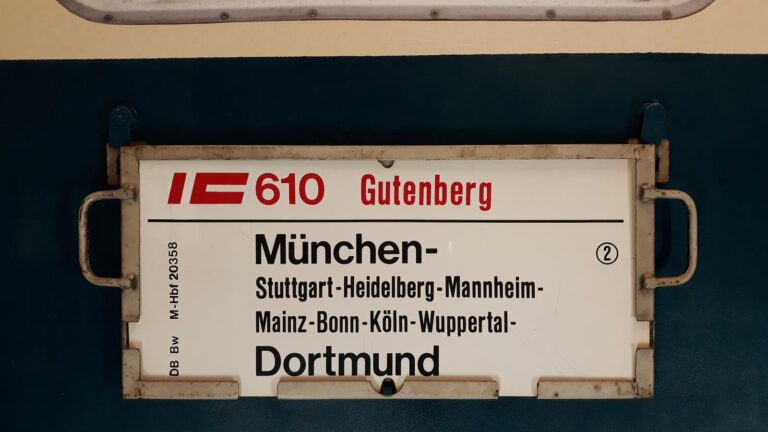 IC 610 Gutenberg
München-
②
Stuttgart-Heidelberg-Mannheim-
Mainz-Bonn-Köln-Wuppertal-
Dortmund
DB Bw M-Hbf 20358